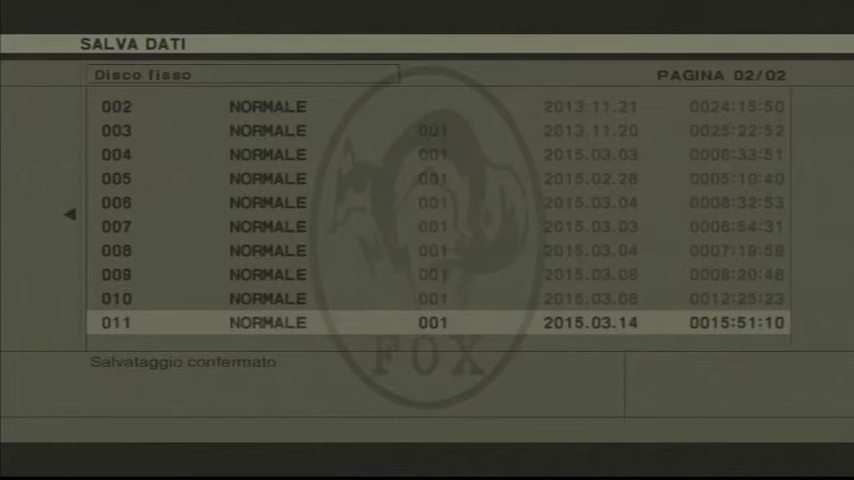 SALVA DATI
Disco fisso PAGINA 02/02
002 NORMALE 2013.11.21 0024:15:50
003 NORMALE 001 2013.11.20 0025:22:52
004 NORMALE 001 2015.03.03 0006:33:51
005 NORMALE 001 2015.02.28 0005:10:40
006 NORMALE 001 2015.03.04 0008:32:53
007 NORMALE 001 2015.03.03 0006:54:31
008 NORMALE 001 2015.03.04 0007:19:58
009 NORMALE 001 2015.03.06 0009:20:46
010 NORMALE 001 2015.03.08 0012:25:23
011 NORMALE 001 2015.03.14 0015:51:10
FOX
Salvataggio confermato